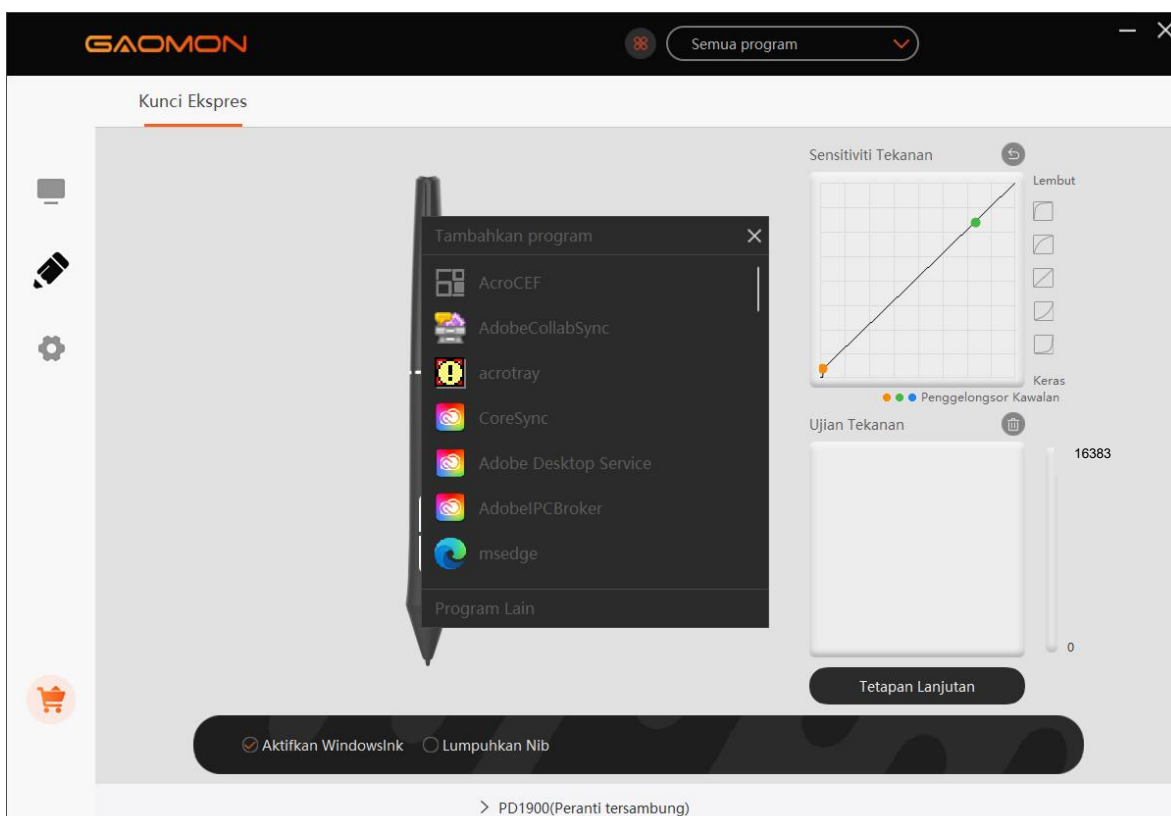 GAOMON
Semua program
Kunci Ekspres
Sensitiviti Tekanan
Lembut
Tambahkan program
AcroCEF
AdobeCollabSync
acrotray
CoreSync
Adobe Desktop Service
AdobeIPCBroker
msedge
Program Lain
Keras
Penggelongsor Kawalan
Ujian Tekanan
16383
0
Tetapan Lanjutan
Aktifkan WindowsInk
Lumpuhkan Nib
PD1900(Peranti tersambung)